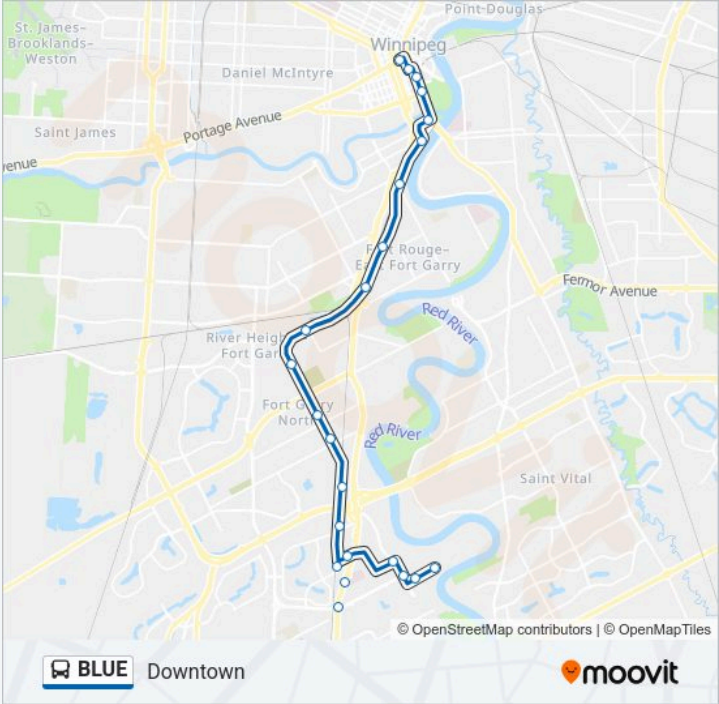 Point-Douglas
St. James–
Brooklands–
Weston
Winnipeg
Daniel McIntyre
Portage Avenue
Saint James
venue
Fort Rouge–
East Fort Garry
Fermor Avenue
Red River
River Heigh
Fort Gar
Fort Garry
North
Red River
Saint Vital
© OpenStreetMap contributors | © OpenMapTiles
BLUE Downtown
moovit